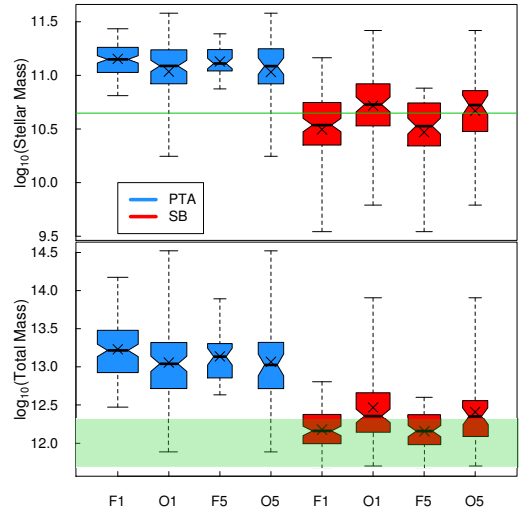 log10(Stellar Mass)
11.5
11.0
10.5
10.0
9.5
PTA
SB
log10(Total Mass)
14.5
14.0
13.5
13.0
12.5
12.0
F1 O1 F5 O5 F1 O1 F5 O5